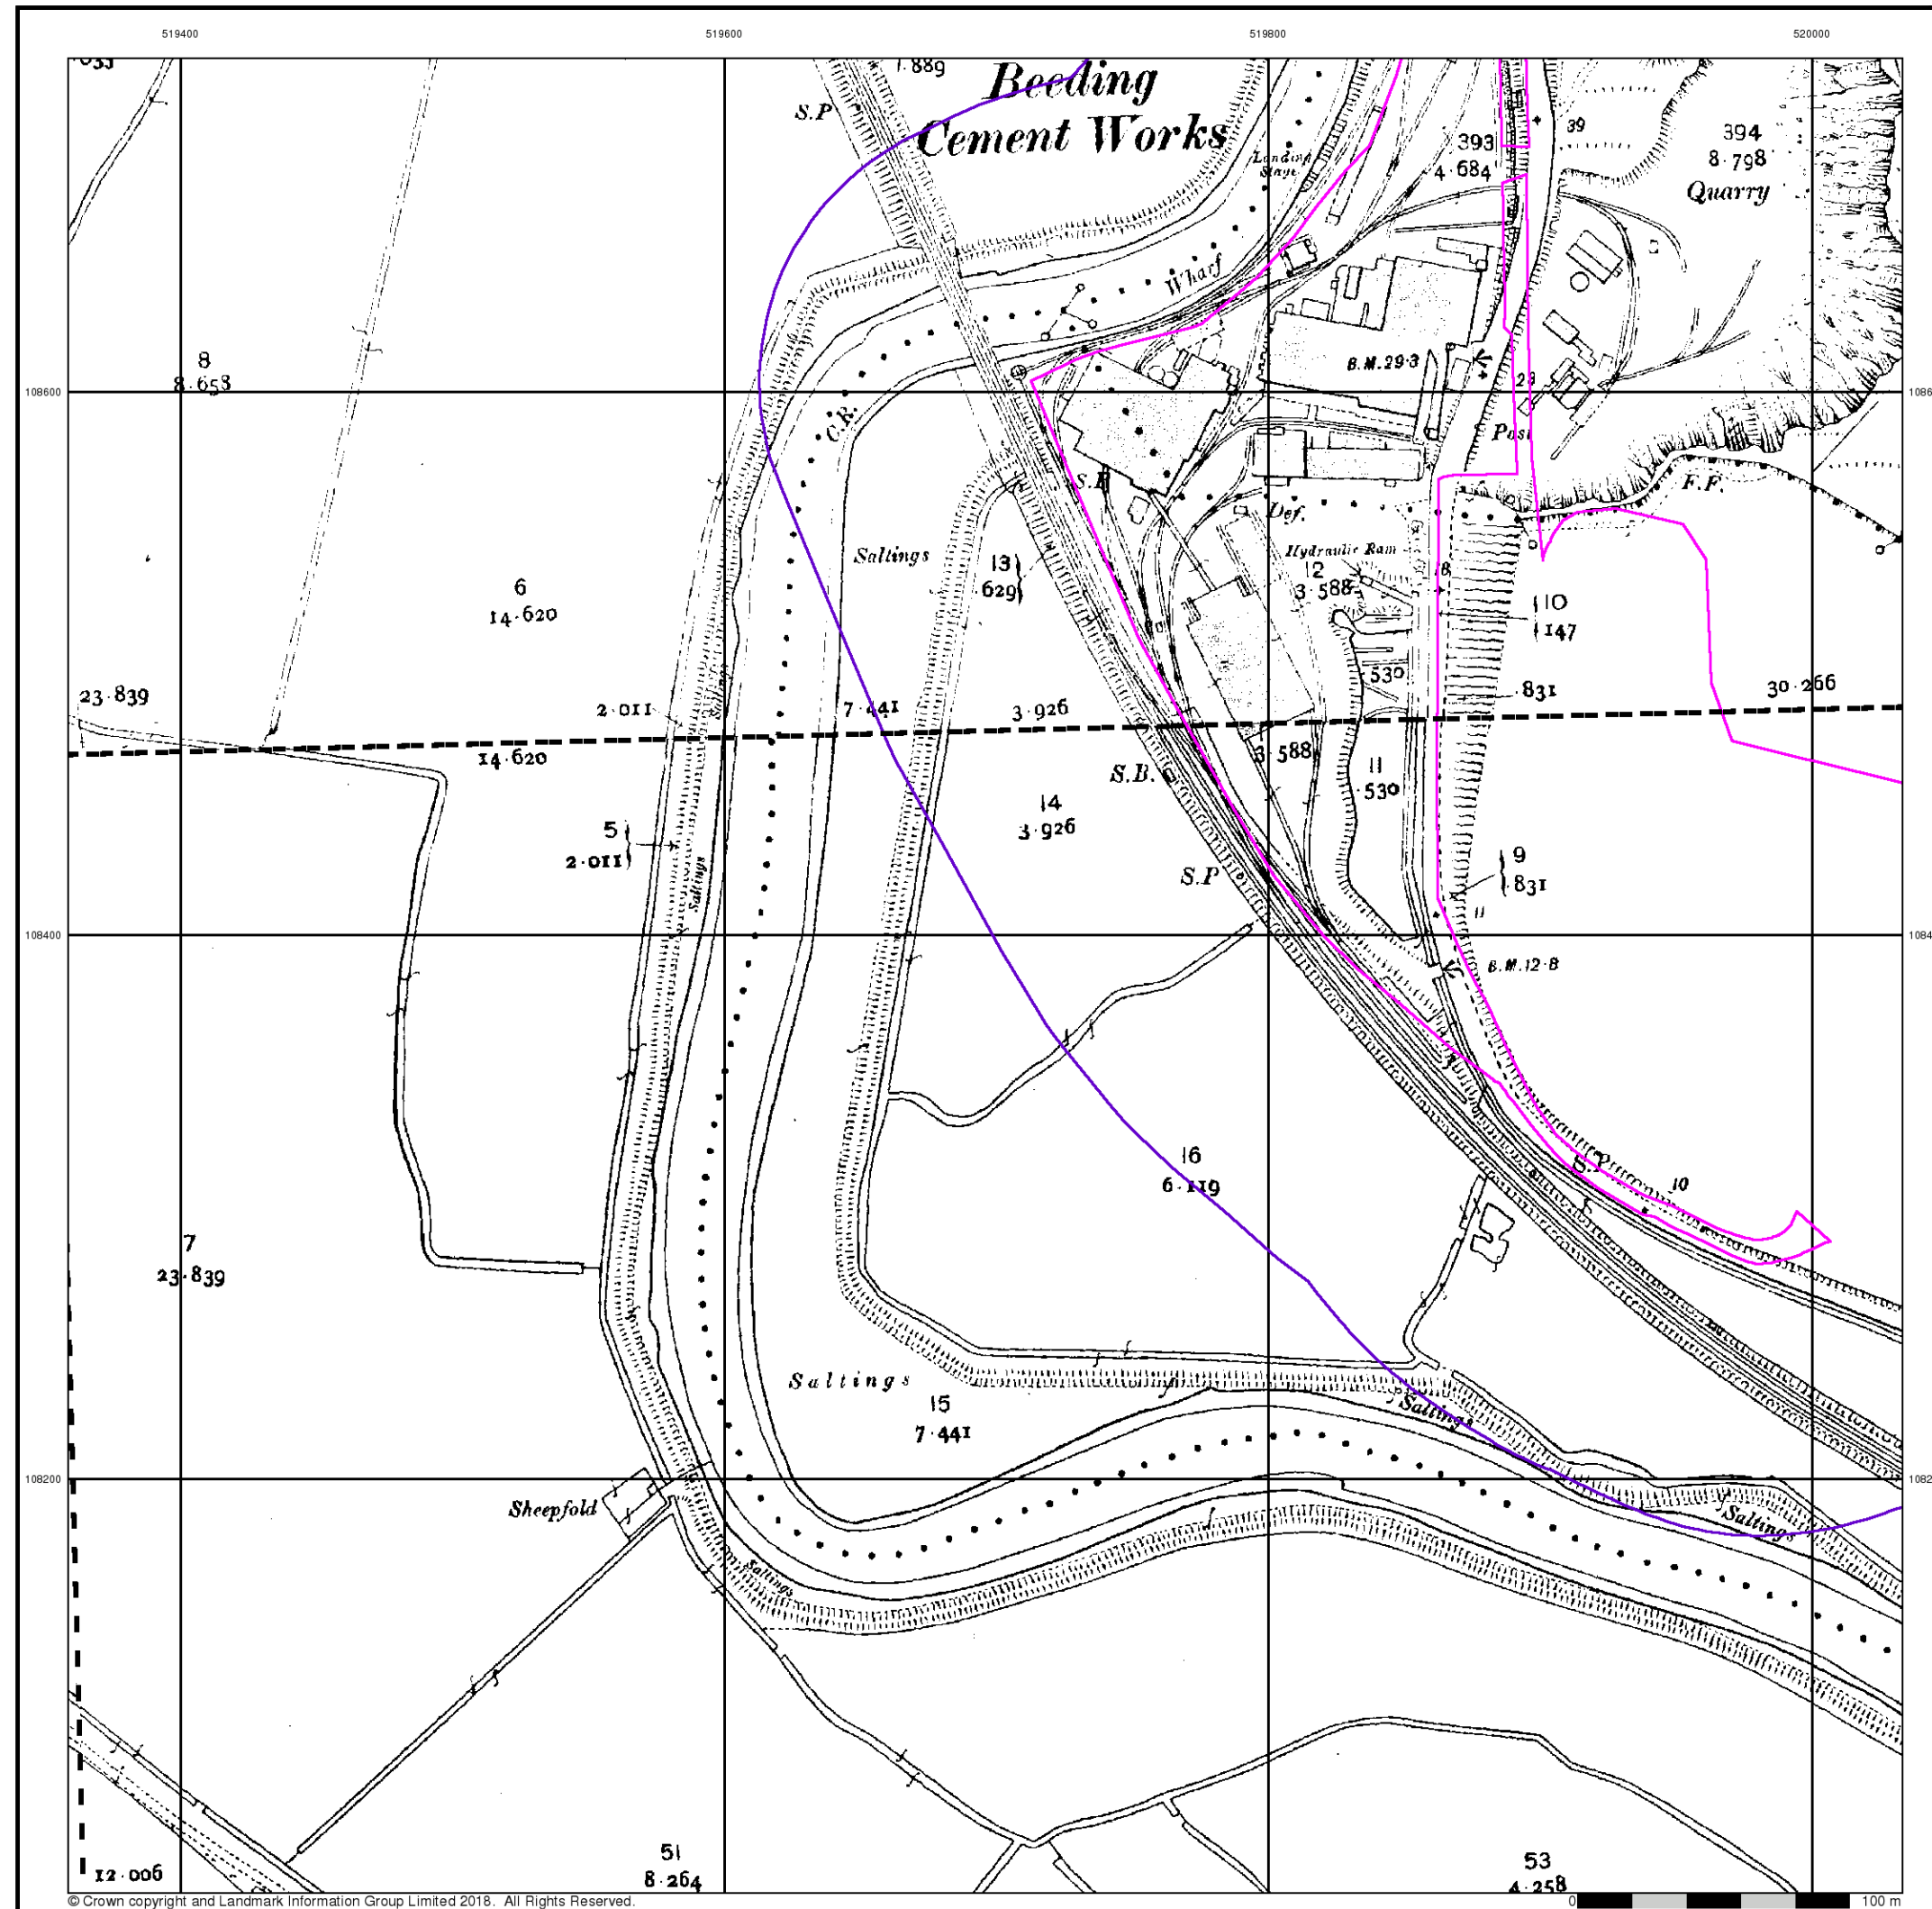 519400
519600
519800
520000
1·889
Beeding
Cement Works
S.P
Landing
Stage
393
4·684
39
394
8·798
Quarry
Wharf
8
8·658
B.M.29·3
29
108600
C.R.
Post
S.P
F.F.
Def.
Saltings
13
·629
Hydraulic Ram
12
3·588
18
6
14·620
10
·147
·530
23·839
2·011
7·441
3·926
·831
30·266
14·620
3·588
S.B.
11
·530
14
3·926
5
2·011
Saltings
9
·831
S.P
11
108400
B.M.12·8
16
6·119
S.P
10
7
23·839
Saltings
15
7·441
Saltings
108200
Sheepfold
Saltings
Saltings
51
8·264
53
4·258
12·006
© Crown copyright and Landmark Information Group Limited 2018. All Rights Reserved.
0
100 m